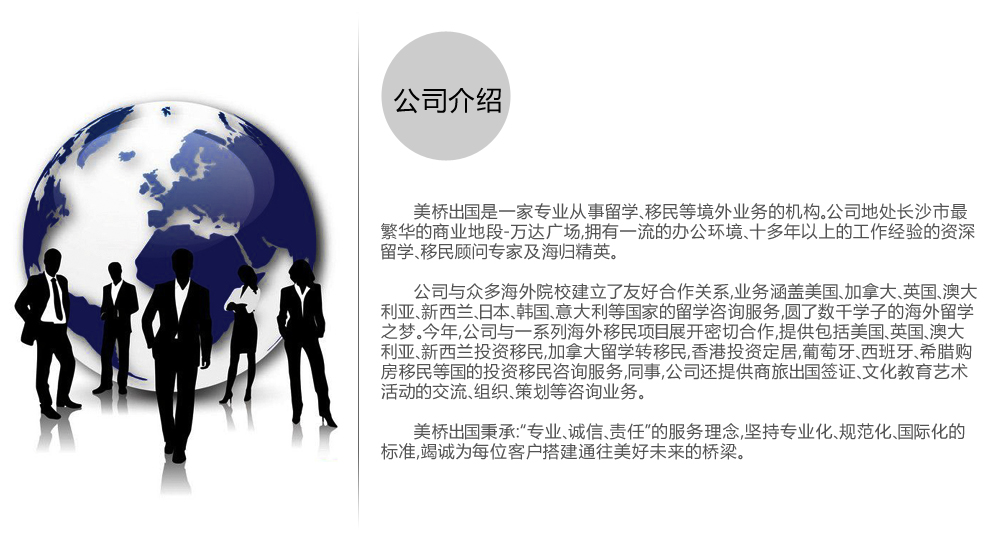 公司介绍
美桥出国是一家专业从事留学、移民等境外业务的机构。公司地处长沙市最
繁华的商业地段-万达广场,拥有一流的办公环境、十多年以上的工作经验的资深
留学、移民顾问专家及海归精英。
公司与众多海外院校建立了友好合作关系,业务涵盖美国、加拿大、英国、澳大
利亚、新西兰、日本、韩国、意大利等国家的留学咨询服务,圆了数千学子的海外留学
之梦。今年,公司与一系列海外移民项目展开密切合作,提供包括美国、英国、澳大
利亚、新西兰投资移民,加拿大留学转移民,香港投资定居,葡萄牙、西班牙、希腊购
房移民等国的投资移民咨询服务,同事,公司还提供商旅出国签证、文化教育艺术
活动的交流、组织、策划等咨询业务。
美桥出国秉承:“专业、诚信、责任”的服务理念,坚持专业化、规范化、国际化的
标准,竭诚为每位客户搭建通往美好未来的桥梁。